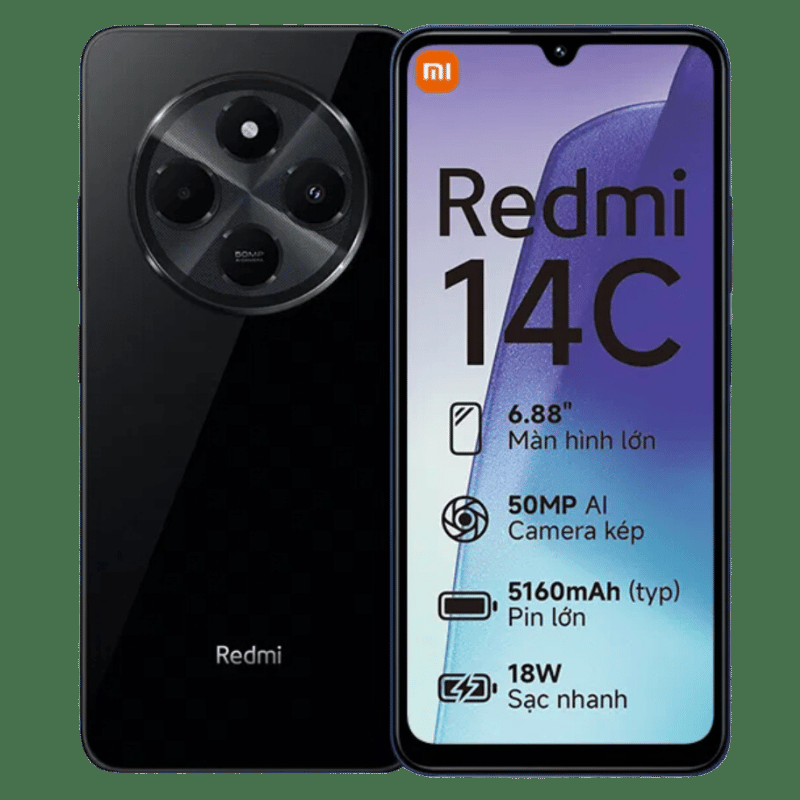 50MP
Redmi
mi
Redmi
14C
6.88"
Màn hình lớn
50MP AI
Camera kép
5160mAh (typ)
Pin lớn
18W
Sạc nhanh